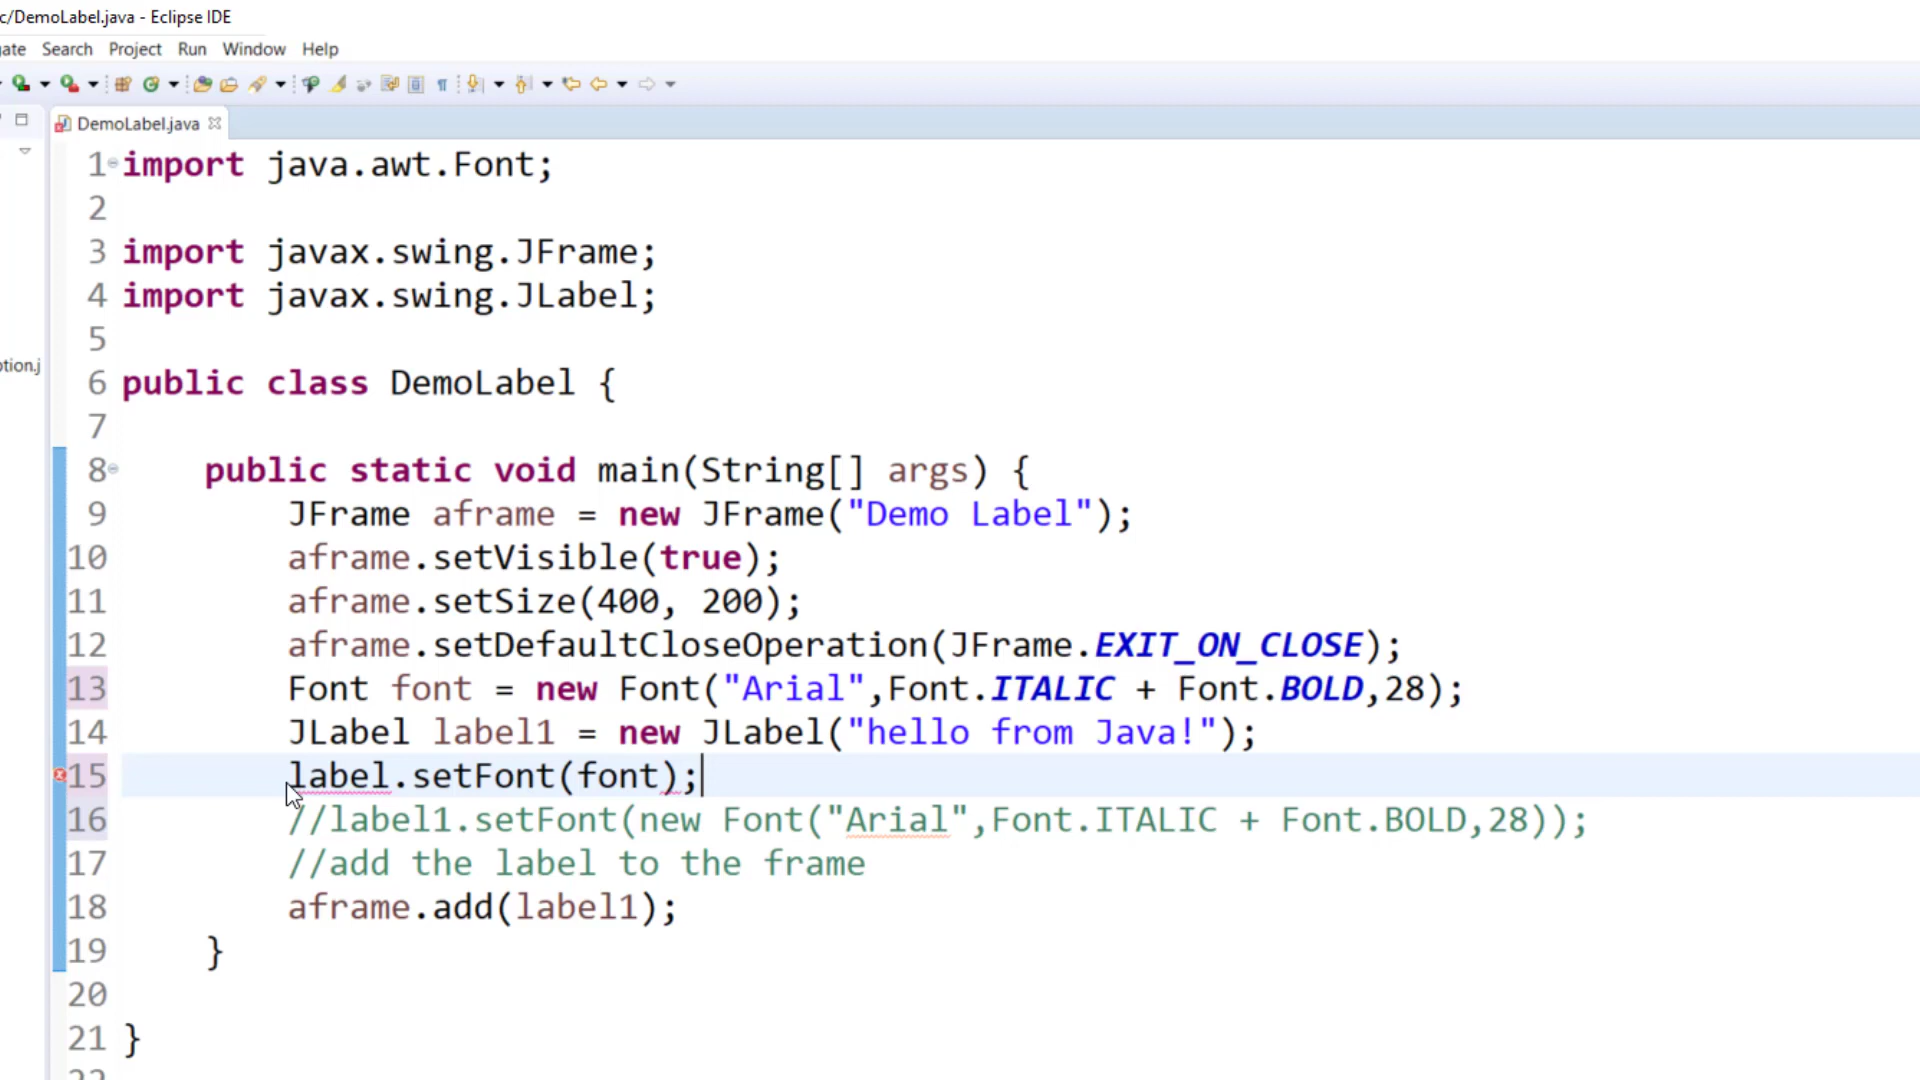 c/DemoLabel.java - Eclipse IDE
gate Search Project Run Window Help
DemoLabel.java
1 import java.awt.Font;
2
3 import javax.swing.JFrame;
4 import javax.swing.JLabel;
5
ption.j
6 public class DemoLabel {
7
8 public static void main(String[] args) {
9 JFrame aframe = new JFrame("Demo Label");
10 aframe.setVisible(true);
11 aframe.setSize(400, 200);
12 aframe.setDefaultCloseOperation(JFrame.EXIT_ON_CLOSE);
13 Font font = new Font("Arial",Font.ITALIC + Font.BOLD,28);
14 JLabel label1 = new JLabel("hello from Java!");
15 label.setFont(font);
16 //label1.setFont(new Font("Arial",Font.ITALIC + Font.BOLD,28));
17 //add the label to the frame
18 aframe.add(label1);
19 }
20
21 }
22